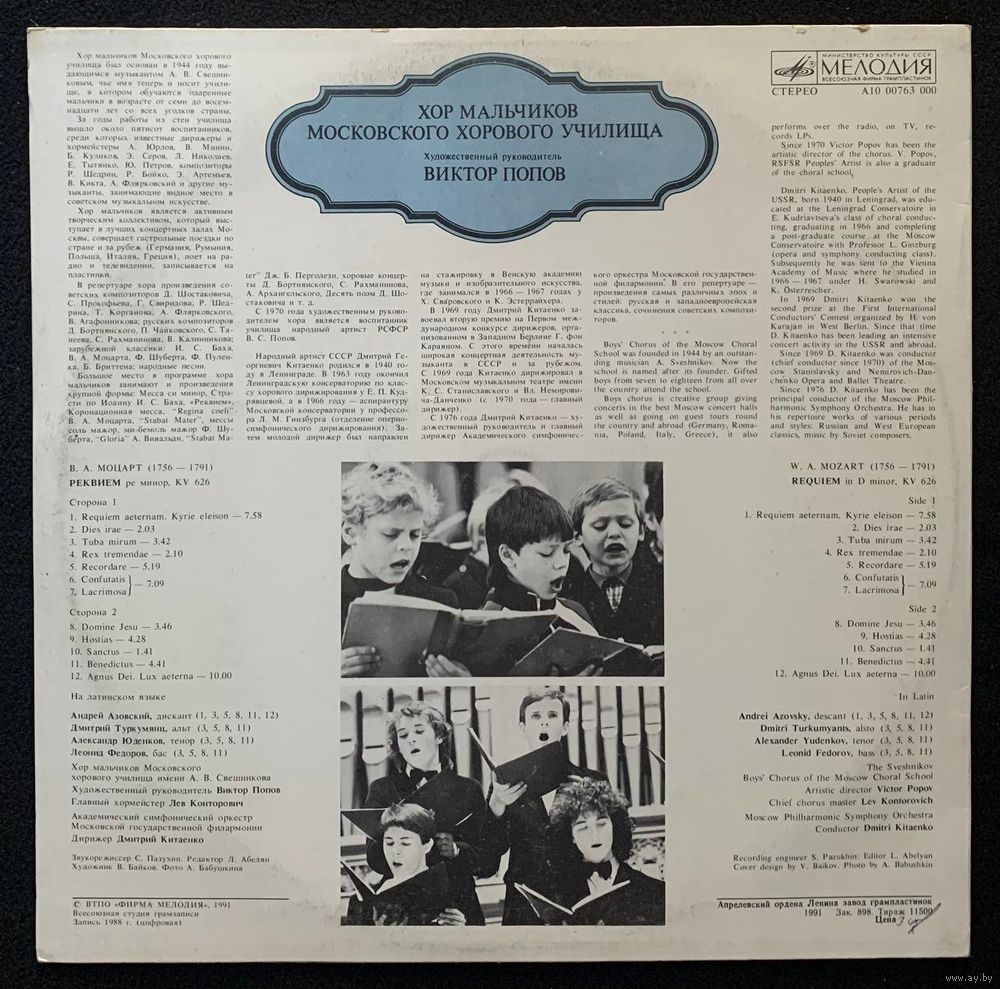 МИНИСТЕРСТВО КУЛЬТУРЫ СССР
МЕЛОДИЯ
ВСЕСОЮЗНАЯ ФИРМА ГРАМПЛАСТИНОК
СТЕРЕО А10 00763 000
ХОР МАЛЬЧИКОВ
МОСКОВСКОГО ХОРОВОГО УЧИЛИЩА
Художественный руководитель
ВИКТОР ПОПОВ
Хор мальчиков Московского хорового
училища был основан в 1944 году вы-
дающимся музыкантом А. В. Свешни-
ковым, чье имя теперь и носит учили-
ще, в котором обучаются одаренные
мальчики в возрасте от семи до восем-
надцати лет со всех уголков страны.
За годы работы из стен училища
вышло около пятисот воспитанников,
среди которых известные дирижеры и
хормейстеры А. Юрлов, В. Минин,
Б. Куликов, Э. Серов, Л. Николаев,
Е. Тытянко, Ю. Петров, композиторы
Р. Щедрин, Р. Бойко, Э. Артемьев,
В. Кикта, А. Флярковский и другие му-
зыканты, занимающие видное место в
советском музыкальном искусстве.
Хор мальчиков является активным
творческим коллективом, который выс-
тупает в лучших концертных залах Мо-
сквы, совершает гастрольные поездки по
стране и за рубеж (Германия, Румыния,
Польша, Италия, Греция), поет на ра-
дио и телевидении, записывается на
пластинки.
В репертуаре хора произведения со-
ветских композиторов Д. Шостаковича,
С. Прокофьева, Г. Свиридова, Р. Щед-
рина, Т. Корганова, А. Флярковского,
В. Агафонникова; русских композиторов
Д. Бортнянского, П. Чайковского, С. Та-
неева, С. Рахманинова, В. Калинникова;
зарубежной классики: И. С. Баха,
В. А. Моцарта, Ф. Шуберта, Ф. Пулен-
ка, Б. Бриттена; народные песни.
Большое место в программе хора
мальчиков занимают и произведения
крупной формы: Месса си минор, Стра-
сти по Иоанну И. С. Баха, «Реквием»,
Коронационная месса, "Regina coeli"
В. А. Моцарта, "Stabat Mater", мессы
соль мажор, ми-бемоль мажор Ф. Шу-
берта, "Gloria" А. Вивальди, "Stabat Ma-
ter" Дж. Б. Перголези, хоровые концер-
ты Д. Бортнянского, С. Рахманинова,
А. Архангельского, Десять поэм Д. Шо-
стаковича и т. д.
С 1970 года художественным руково-
дителем хора является воспитанник
училища народный артист РСФСР
В. С. Попов.
Народный артист СССР Дмитрий Ге-
оргиевич Китаенко родился в 1940 го-
ду в Ленинграде. В 1963 году окончил
Ленинградскую консерваторию по клас-
су хорового дирижирования у Е. П. Куд-
рявцевой, а в 1966 году — аспирантуру
Московской консерватории у профессо-
ра Л. М. Гинзбурга (отделение оперно-
симфонического дирижирования). За-
тем молодой дирижер был направлен
на стажировку в Венскую академию
музыки и изобразительного искусства,
где занимался в 1966—1967 годах у
Х. Сваровского и К. Эстеррайхера.
В 1969 году Дмитрий Китаенко за-
воевал вторую премию на Первом меж-
дународном конкурсе дирижеров, орга-
низованном в Западном Берлине Г. фон
Караяном. С этого времени началась
широкая концертная деятельность му-
зыканта в СССР и за рубежом.
С 1969 года Китаенко дирижировал в
Московском музыкальном театре имени
К. С. Станиславского и Вл. Немирови-
ча-Данченко (с 1970 года — главный
дирижер).
С 1976 года Дмитрий Китаенко — ху-
дожественный руководитель и главный
дирижер Академического симфоничес-
кого оркестра Московской государствен-
ной филармонии. В его репертуаре —
произведения самых различных эпох и
стилей: русская и западноевропейская
классика, сочинения советских компози-
торов.
* * *
Boys' Chorus of the Moscow Choral
School was founded in 1944 by an outstan-
ding musician A. Sveshnikov. Now the
school is named after its founder. Gifted
boys from seven to eighteen from all over
the country attend the school.
Boys chorus is creative group giving
concerts in the best Moscow concert halls
as well as going on guest tours round
the country and abroad (Germany, Roma-
nia, Poland, Italy, Greece), it also
performs over the radio, on TV, re-
cords LPs.
Since 1970 Victor Popov has been the
artistic director of the chorus. V. Popov,
RSFSR Peoples' Artist is also a graduate
of the choral school.
Dmitri Kitaenko, People's Artist of the
USSR, born 1940 in Leningrad, was edu-
cated at the Leningrad Conservatoire in
E. Kudriavtseva's class of choral conduc-
ting, graduating in 1966 and completing
a post-graduate course at the Moscow
Conservatoire with Professor L. Ginzburg
(opera and symphony conducting class).
Subsequently he was sent to the Vienna
Academy of Music where he studied in
1966—1967 under H. Swarowski and
K. Österreicher.
In 1969 Dmitri Kitaenko won the
second prize at the First International
Conductors' Contest organized by H. von
Karajan in West Berlin. Since that time
D. Kitaenko has been leading an intensive
concert activity in the USSR and abroad.
Since 1969 D. Kitaenko was conductor
(chief conductor since 1970) of the Mos-
cow Stanislavsky and Nemirovich-Dan-
chenko Opera and Ballet Theatre.
Since 1976 D. Kitaenko has been the
principal conductor of the Moscow Phil-
harmonic Symphony Orchestra. He has in
his repertoire works of various periods
and styles: Russian and West European
classics, music by Soviet composers.
В. А. МОЦАРТ (1756 — 1791)
РЕКВИЕМ ре минор, KV 626
Сторона 1
1. Requiem aeternam. Kyrie eleison — 7.58
2. Dies irae — 2.03
3. Tuba mirum — 3.42
4. Rex tremendae — 2.10
5. Recordare — 5.19
6. Confutatis
7. Lacrimosa } — 7.09
Сторона 2
8. Domine Jesu — 3.46
9. Hostias — 4.28
10. Sanctus — 1.41
11. Benedictus — 4.41
12. Agnus Dei. Lux aeterna — 10.00
На латинском языке
Андрей Азовский, дискант (1, 3, 5, 8, 11, 12)
Дмитрий Туркумянц, альт (3, 5, 8, 11)
Александр Юденков, тенор (3, 5, 8, 11)
Леонид Федоров, бас (3, 5, 8, 11)
Хор мальчиков Московского
хорового училища имени А. В. Свешникова
Художественный руководитель Виктор Попов
Главный хормейстер Лев Конторович
Академический симфонический оркестр
Московской государственной филармонии
Дирижер Дмитрий Китаенко
Звукорежиссер С. Пазухин. Редактор Л. Абелян
Художник В. Байков. Фото А. Бабушкина
С ВТПО «ФИРМА МЕЛОДИЯ», 1991
Всесоюзная студия грамзаписи
Запись 1988 г. (цифровая)
W. A. MOZART (1756 — 1791)
REQUIEM in D minor, KV 626
Side 1
1. Requiem aeternam. Kyrie eleison — 7.58
2. Dies irae — 2.03
3. Tuba mirum — 3.42
4. Rex tremendae — 2.10
5. Recordare — 5.19
6. Confutatis
7. Lacrimosa } — 7.09
Side 2
8. Domine Jesu — 3.46
9. Hostias — 4.28
10. Sanctus — 1.41
11. Benedictus — 4.41
12. Agnus Dei. Lux aeterna — 10.00
In Latin
Andrei Azovsky, descant (1, 3, 5, 8, 11, 12)
Dmitri Turkumyants, alsto (3, 5, 8, 11)
Alexander Yudenkov, tenor (3, 5, 8, 11)
Leonid Fedorov, bass (3, 5, 8, 11)
The Sveshnikov
Boys' Chorus of the Moscow Choral School
Artistic director Victor Popov
Chief chorus master Lev Kontorovich
Moscow Philharmonic Symphony Orchestra
Conductor Dmitri Kitaenko
Recording engineer S. Pazukhin. Editor L. Abelyan
Cover design by V. Baikov. Photo by A. Babushkin
Апрелевский ордена Ленина завод грампластинок
1991 Зак. 898. Тираж 11500
Цена
www.ay.by